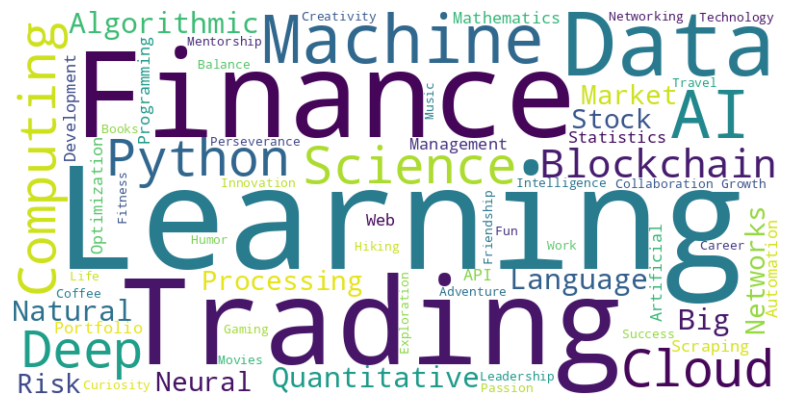 Algorithmic
Creativity
Mathematics
Networking
Technology
Machine
Data
Mentorship
Computing
Finance
Development
Programming
Balance
Music
Market
Travel
AI
Books
Stock
Statistics
Perseverance
Management
Python
Science
Blockchain
Optimization
Fitness
Innovation
Intelligence
Collaboration
Growth
Learning
Web
Friendship
Fun
Humor
Hiking
Work
Career
Networks
Automation
Artificial
Life
Processing
API
Language
Coffee
Trading
Exploration
Adventure
Natural
Portfolio
Gaming
Big
Success
Scraping
Deep
Movies
Cloud
Risk
Curiosity
Neural
Quantitative
Leadership
Passion